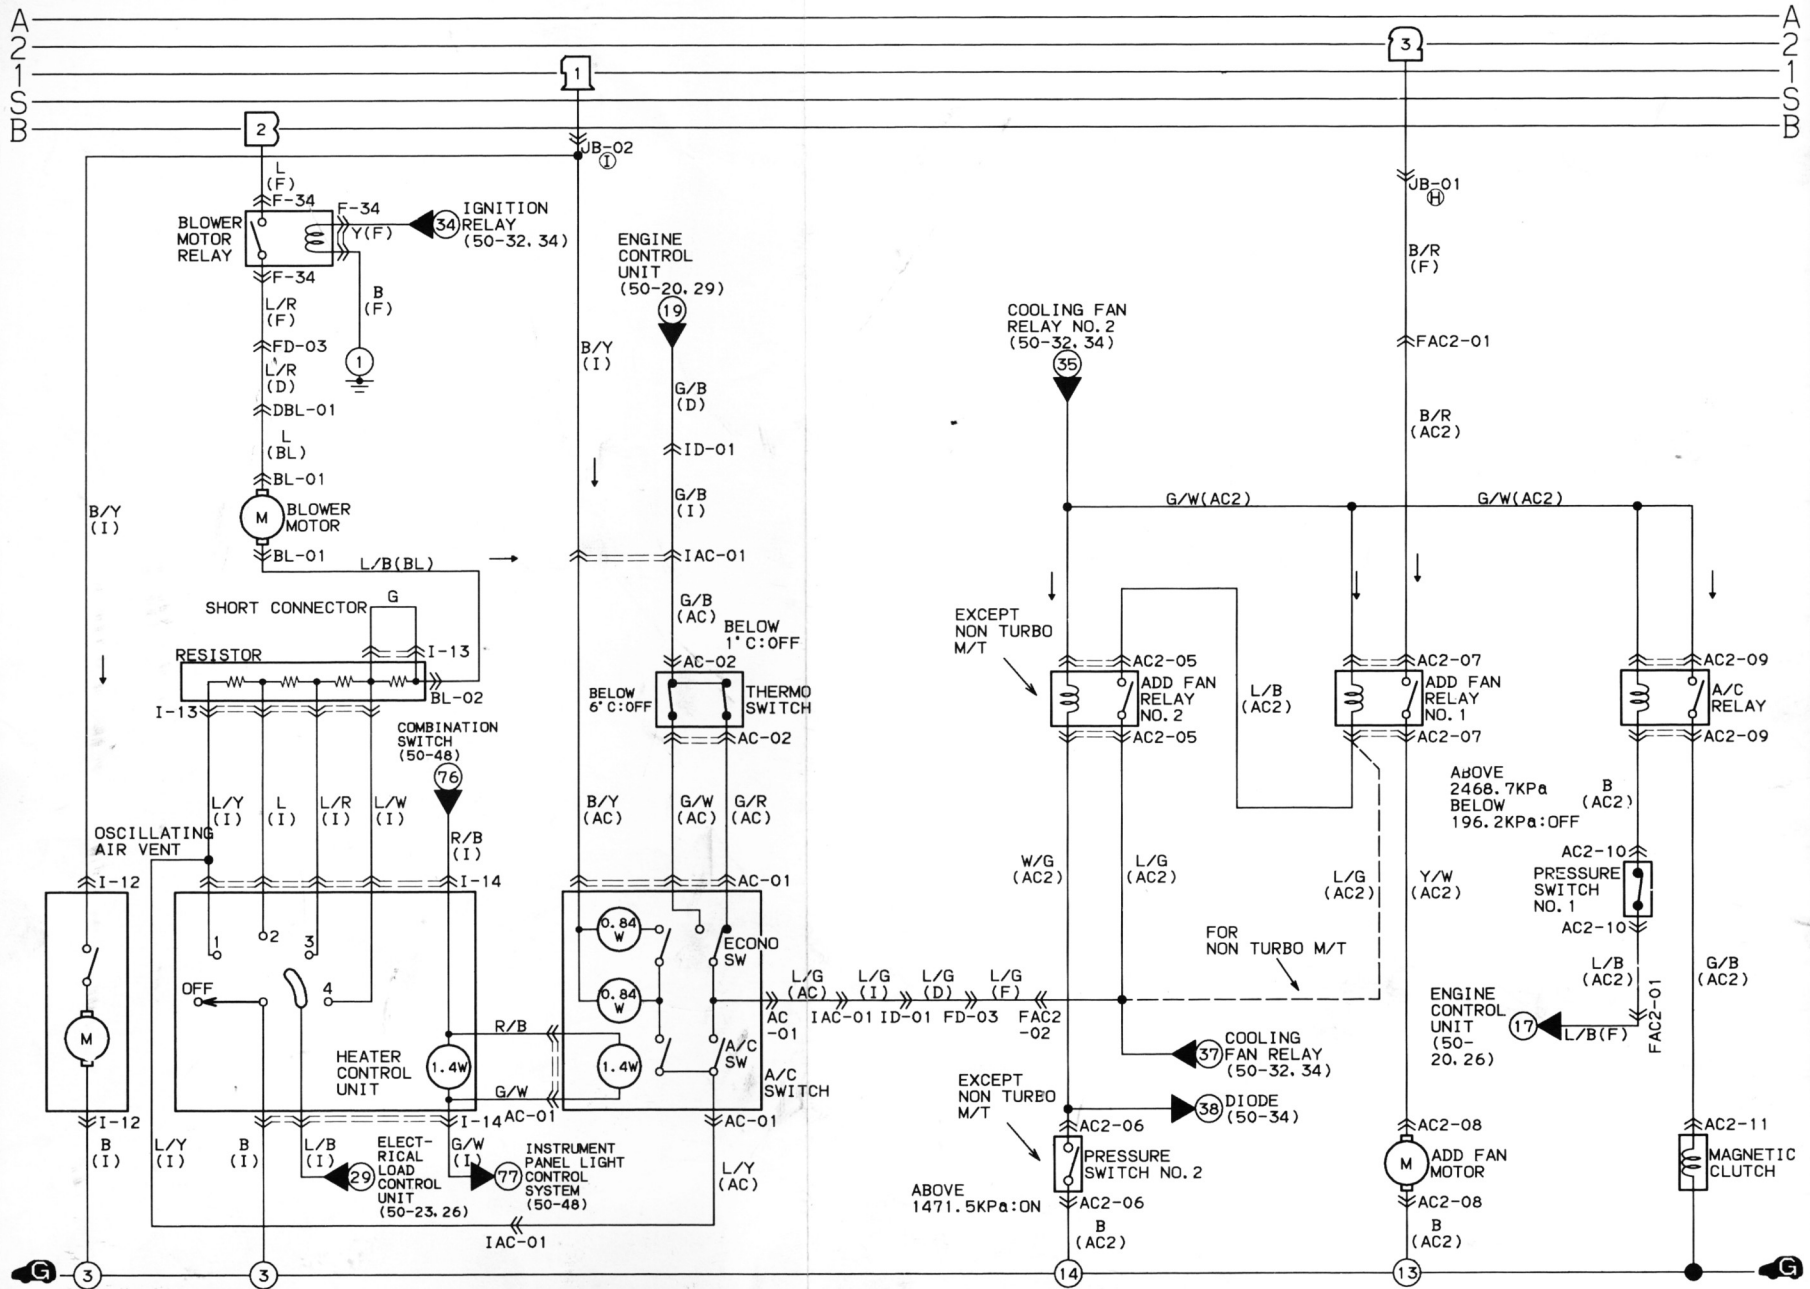 A
2
1
S
B
A
2
1
S
B
2
1
3
JB-02
I
JB-01
H
L
(F)
F-34
BLOWER
MOTOR
RELAY
F-34
Y(F)
34
IGNITION
RELAY
(50-32.34)
F-34
L/R
(F)
B
(F)
FD-03
1
L/R
(D)
DBL-01
L
(BL)
BL-01
M
BLOWER
MOTOR
BL-01
L/B(BL)
B/Y
(I)
SHORT CONNECTOR
G
I-13
RESISTOR
BL-02
I-13
COMBINATION
SWITCH
(50-48)
76
L/Y
(I)
L
(I)
L/R
(I)
L/W
(I)
R/B
(I)
OSCILLATING
AIR VENT
I-12
I-14
1
2
3
4
OFF
M
HEATER
CONTROL
UNIT
1.4W
R/B
G/W
AC-01
I-12
I-14
B
(I)
L/Y
(I)
B
(I)
L/B
(I)
29
ELECT-
RICAL
LOAD
CONTROL
UNIT
(50-23.26)
G/W
(I)
77
INSTRUMENT
PANEL LIGHT
CONTROL
SYSTEM
(50-48)
IAC-01
ENGINE
CONTROL
UNIT
(50-20.29)
19
B/Y
(I)
G/B
(D)
ID-01
G/B
(I)
IAC-01
G/B
(AC)
BELOW
1°C:OFF
AC-02
BELOW
6°C:OFF
THERMO
SWITCH
AC-02
B/Y
(AC)
G/W
(AC)
G/R
(AC)
AC-01
0.84
W
ECONO
SW
0.84
W
1.4W
A/C
SW
A/C
SWITCH
AC-01
L/Y
(AC)
L/G
(AC)
L/G
(I)
L/G
(D)
L/G
(F)
AC
-01
IAC-01
ID-01
FD-03
FAC2
-02
COOLING FAN
RELAY NO.2
(50-32.34)
35
B/R
(F)
FAC2-01
B/R
(AC2)
G/W(AC2)
G/W(AC2)
EXCEPT
NON TURBO
M/T
AC2-05
ADD FAN
RELAY
NO.2
AC2-05
L/B
(AC2)
AC2-07
ADD FAN
RELAY
NO.1
AC2-07
AC2-09
A/C
RELAY
AC2-09
W/G
(AC2)
L/G
(AC2)
L/G
(AC2)
Y/W
(AC2)
ABOVE
2468.7KPa
BELOW
196.2KPa:OFF
B
(AC2)
AC2-10
PRESSURE
SWITCH
NO.1
AC2-10
L/B
(AC2)
G/B
(AC2)
FOR
NON TURBO M/T
ENGINE
CONTROL
UNIT
(50-
20.26)
17
L/B(F)
FAC2-01
37
COOLING
FAN RELAY
(50-32.34)
38
DIODE
(50-34)
EXCEPT
NON TURBO
M/T
AC2-06
PRESSURE
SWITCH NO.2
ABOVE
1471.5KPa:ON
AC2-06
B
(AC2)
AC2-08
M
ADD FAN
MOTOR
AC2-08
B
(AC2)
AC2-11
MAGNETIC
CLUTCH
G
3
3
14
13
G